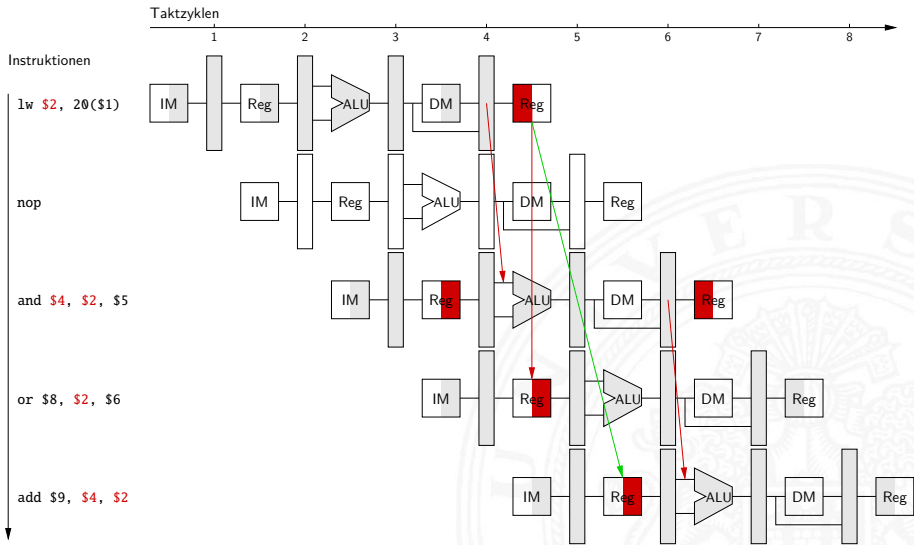 Taktzyklen
1 2 3 4 5 6 7 8
Instruktionen
lw $2, 20($1) IM Reg ALU DM Reg
nop IM Reg ALU DM Reg
and $4, $2, $5 IM Reg ALU DM Reg
or $8, $2, $6 IM Reg ALU DM Reg
add $9, $4, $2 IM Reg ALU DM Reg
U N I V E R S